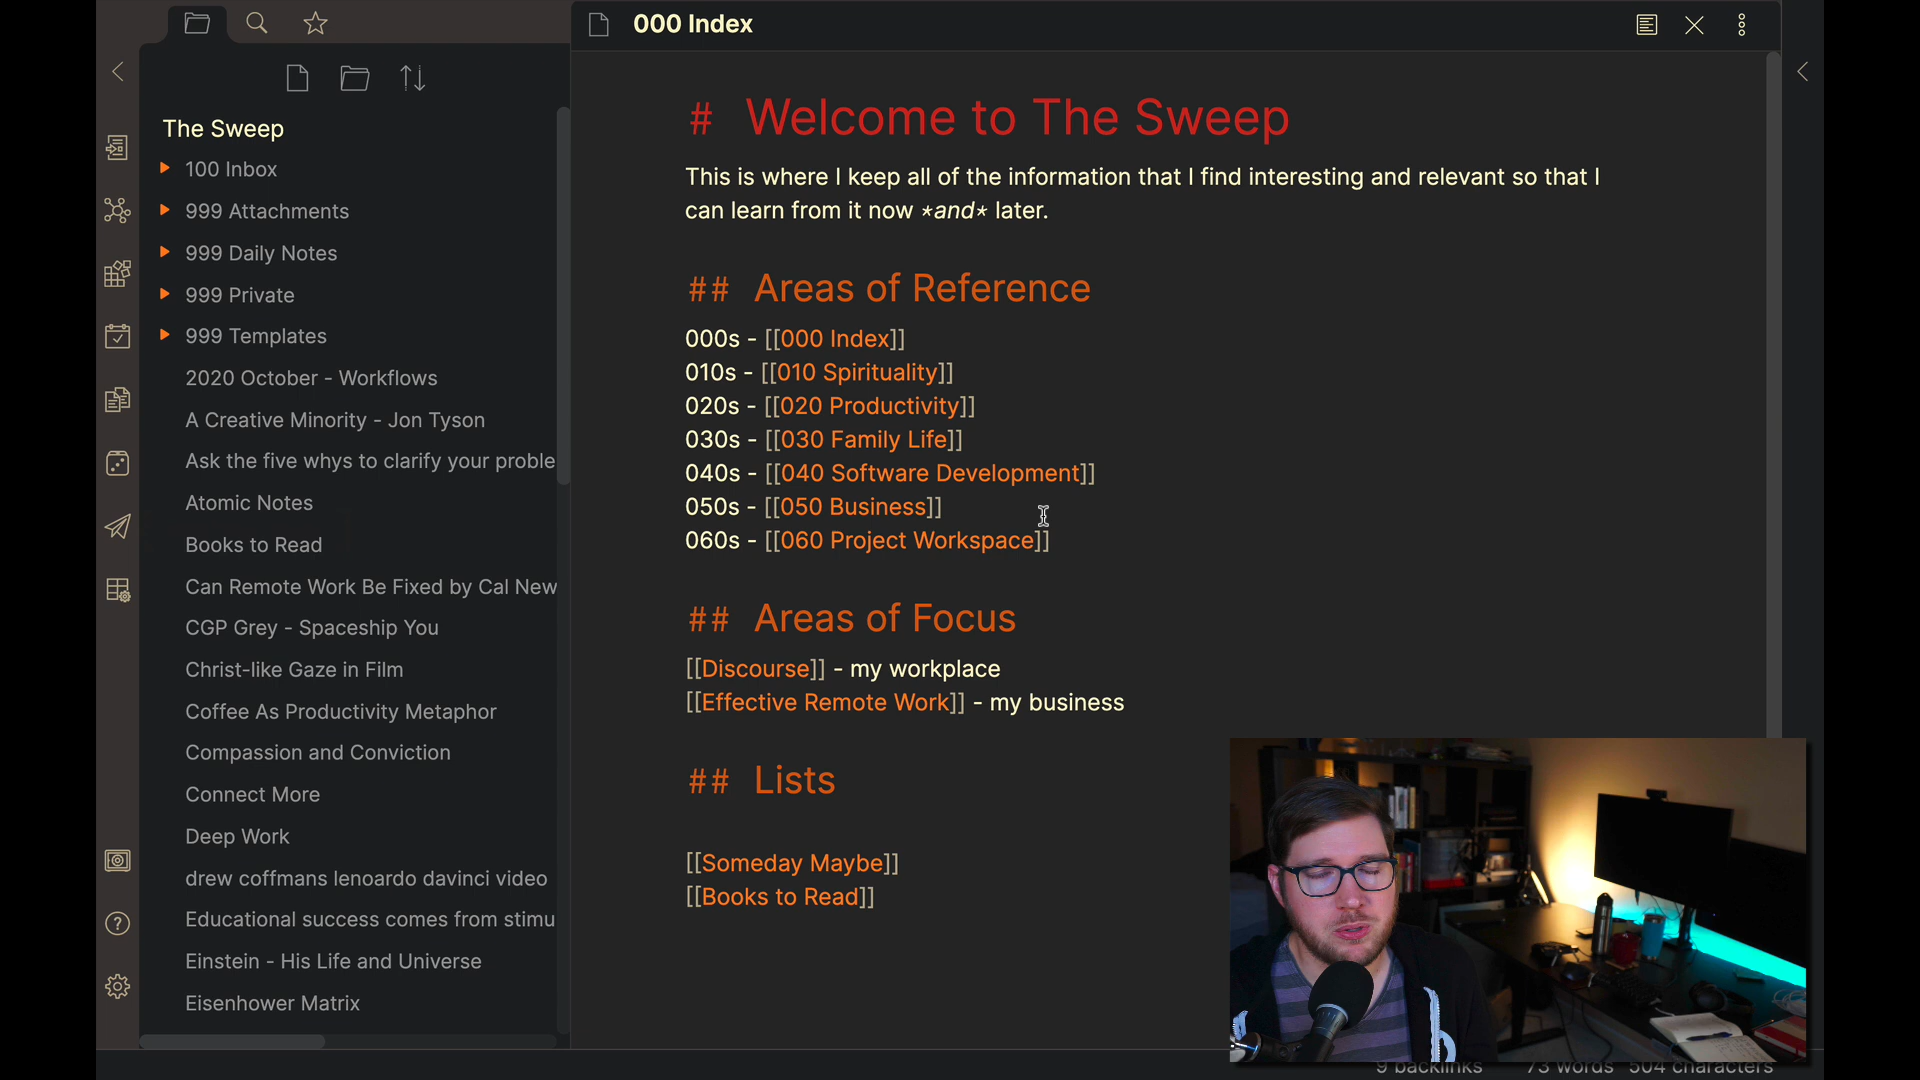 000 Index
The Sweep
100 Inbox
999 Attachments
999 Daily Notes
999 Private
999 Templates
2020 October - Workflows
A Creative Minority - Jon Tyson
Ask the five whys to clarify your proble
Atomic Notes
Books to Read
Can Remote Work Be Fixed by Cal New
CGP Grey - Spaceship You
Christ-like Gaze in Film
Coffee As Productivity Metaphor
Compassion and Conviction
Connect More
Deep Work
drew coffmans lenoardo davinci video
Educational success comes from stimu
Einstein - His Life and Universe
Eisenhower Matrix
# Welcome to The Sweep
This is where I keep all of the information that I find interesting and relevant so that I
can learn from it now *and* later.
## Areas of Reference
000s - [[000 Index]]
010s - [[010 Spirituality]]
020s - [[020 Productivity]]
030s - [[030 Family Life]]
040s - [[040 Software Development]]
050s - [[050 Business]]
060s - [[060 Project Workspace]]
## Areas of Focus
[[Discourse]] - my workplace
[[Effective Remote Work]] - my business
## Lists
[[Someday Maybe]]
[[Books to Read]]
9 backlinks 73 words 504 characters